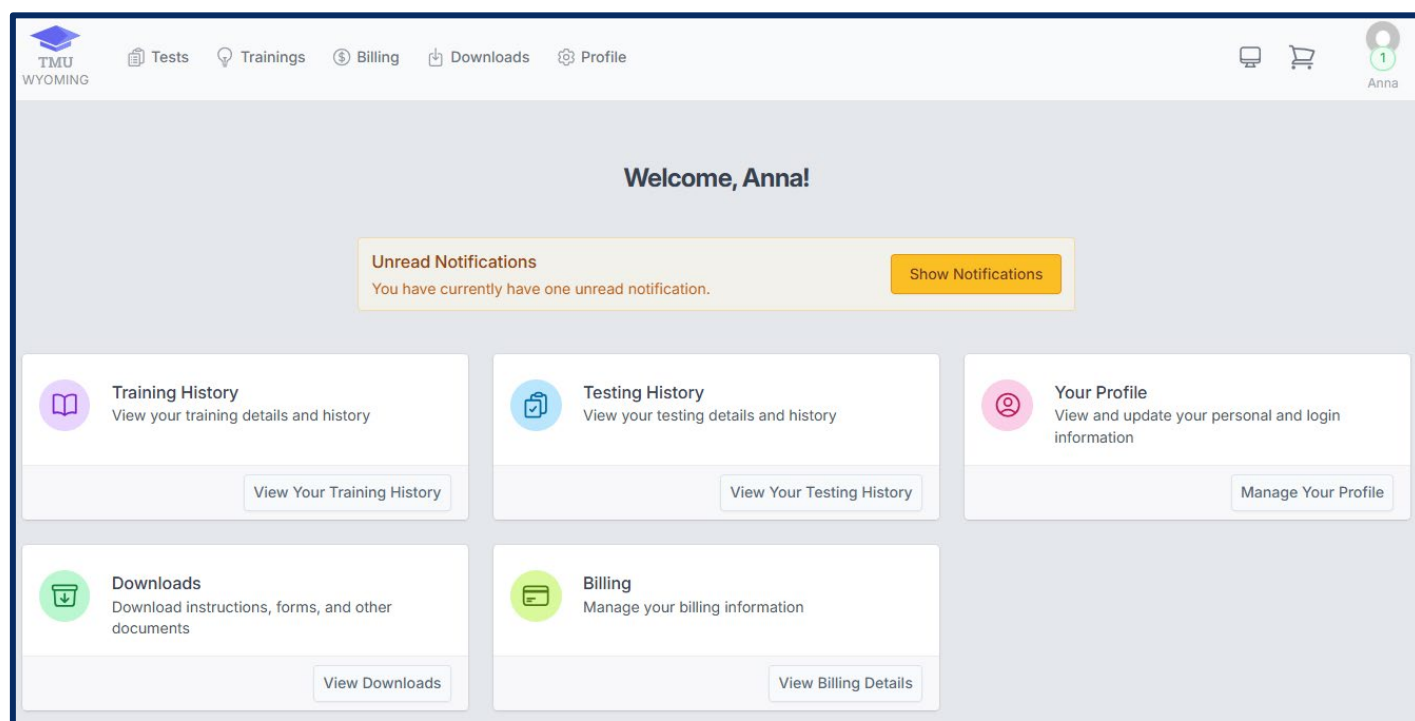 TMU
WYOMING
Tests
Trainings
Billing
Downloads
Profile
1
Anna
Welcome, Anna!
Unread Notifications
You have currently have one unread notification.
Show Notifications
Training History
View your training details and history
View Your Training History
Testing History
View your testing details and history
View Your Testing History
Your Profile
View and update your personal and login
information
Manage Your Profile
Downloads
Download instructions, forms, and other
documents
View Downloads
Billing
Manage your billing information
View Billing Details